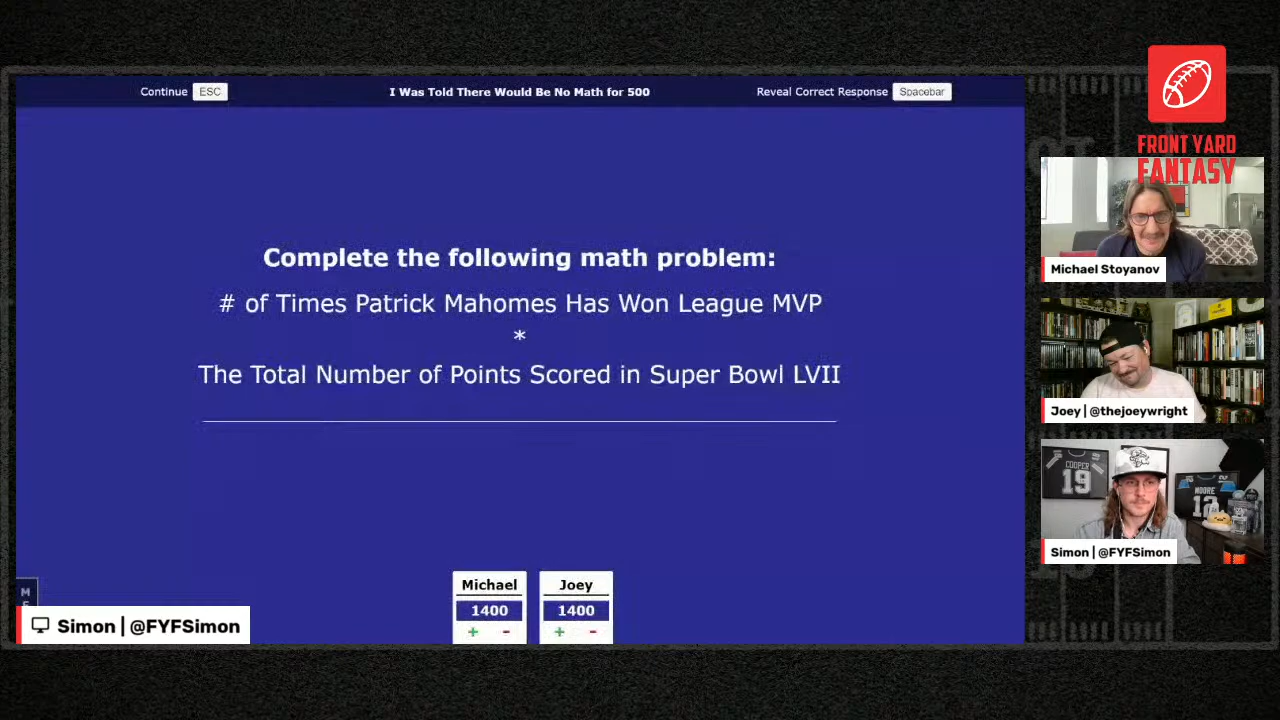 Continue ESC
I Was Told There Would Be No Math for 500
Reveal Correct Response Spacebar
FRONT YARD
FANTASY
Complete the following math problem:
# of Times Patrick Mahomes Has Won League MVP
*
The Total Number of Points Scored in Super Bowl LVII
Michael Stoyanov
Joey | @thejoeywright
COOPER
19
MOORE
12
Simon | @FYFSimon
Michael
1400
+ -
Joey
1400
+ -
M
Simon | @FYFSimon